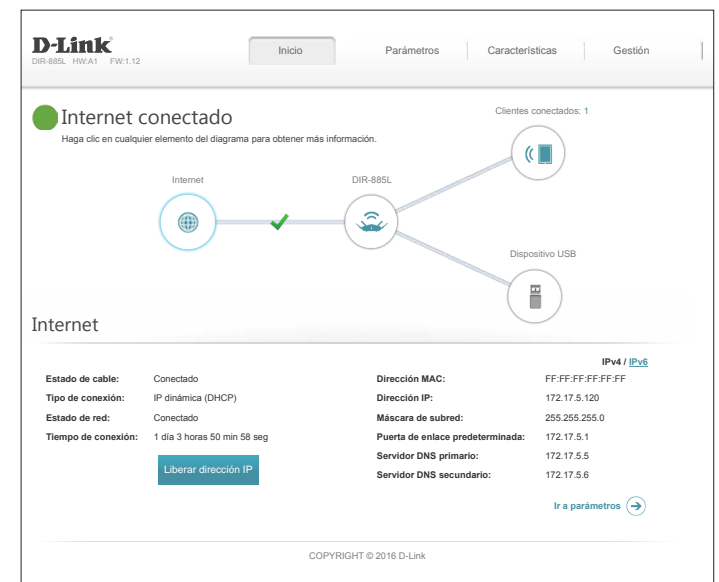 D-Link
DIR-885L HW:A1 FW:1.12
Inicio
Parámetros
Características
Gestión
Internet conectado
Haga clic en cualquier elemento del diagrama para obtener más información.
Clientes conectados: 1
Internet
DIR-885L
Dispositivo USB
Internet
IPv4 / IPv6
Estado de cable: Conectado
Tipo de conexión: IP dinámica (DHCP)
Estado de red: Conectado
Tiempo de conexión: 1 día 3 horas 50 min 58 seg
Liberar dirección IP
Dirección MAC: FF:FF:FF:FF:FF:FF
Dirección IP: 172.17.5.120
Máscara de subred: 255.255.255.0
Puerta de enlace predeterminada: 172.17.5.1
Servidor DNS primario: 172.17.5.5
Servidor DNS secundario: 172.17.5.6
Ir a parámetros
COPYRIGHT © 2016 D-Link